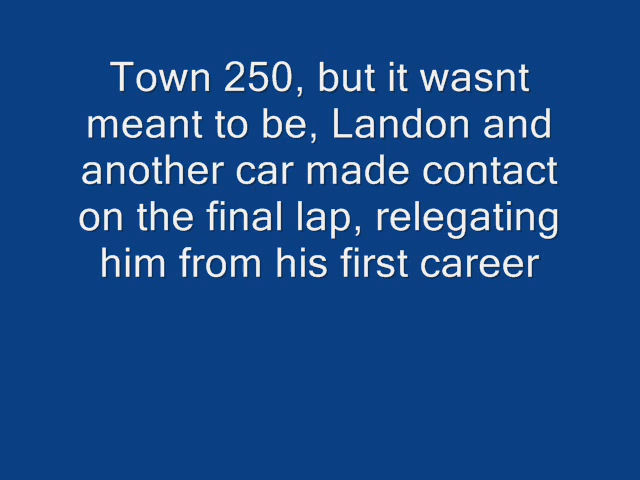 Town 250, but it wasnt
meant to be, Landon and
another car made contact
on the final lap, relegating
him from his first career